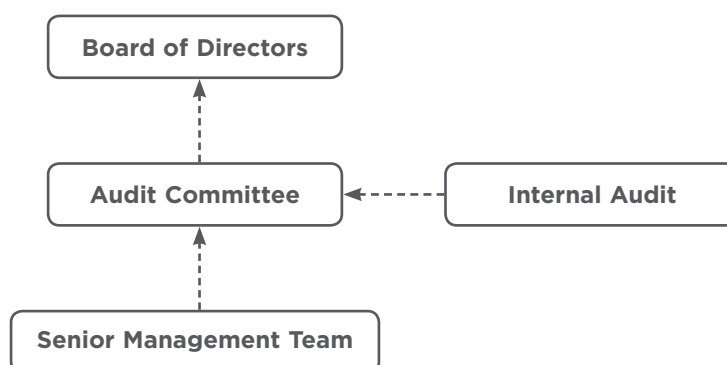 Board of Directors
Audit Committee
Internal Audit
Senior Management Team